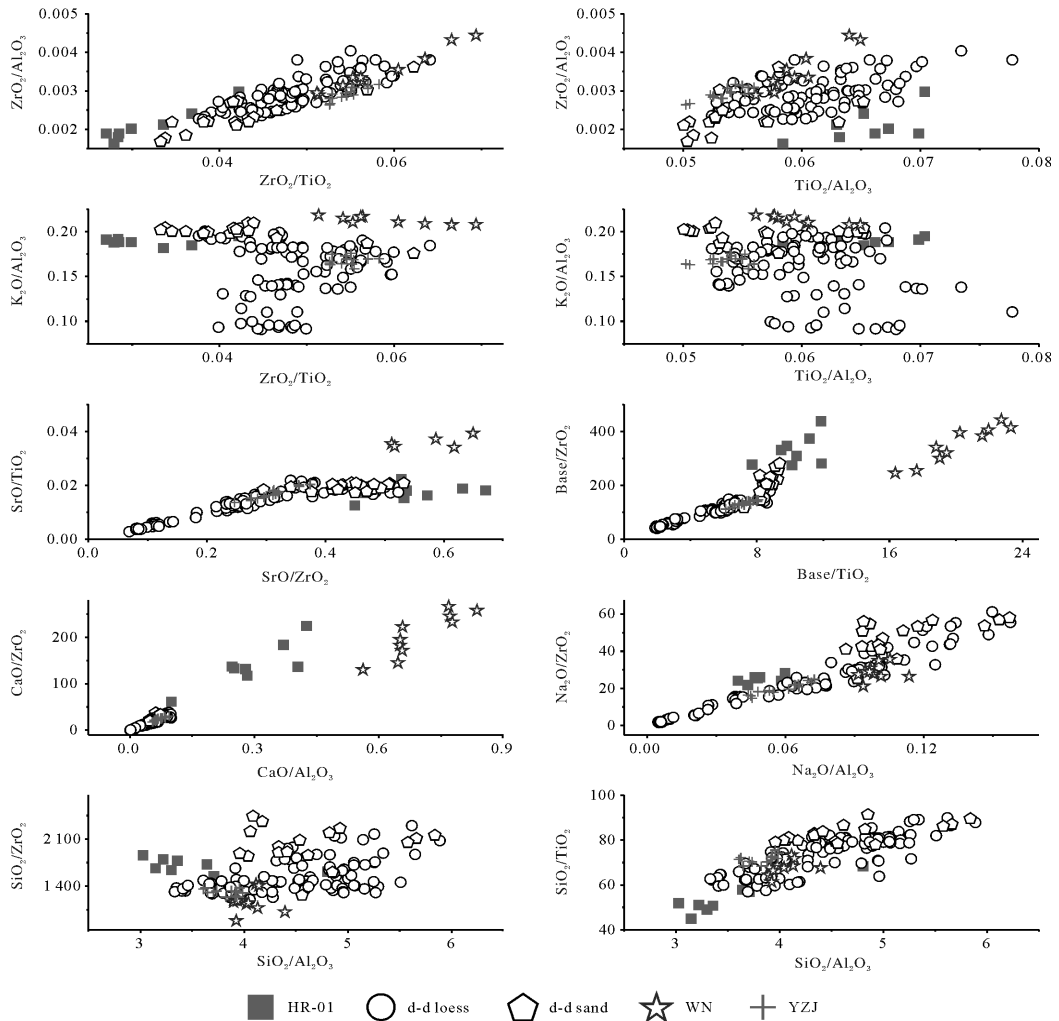 0.005
0.004
0.003
0.002
ZrO₂/Al₂O₃
0.04
0.06
ZrO₂/TiO₂
0.005
0.004
0.003
0.002
ZrO₂/Al₂O₃
0.05
0.06
0.07
0.08
TiO₂/Al₂O₃
0.20
0.15
0.10
K₂O/Al₂O₃
0.04
0.06
ZrO₂/TiO₂
0.20
0.15
0.10
K₂O/Al₂O₃
0.05
0.06
0.07
0.08
TiO₂/Al₂O₃
0.04
0.02
0.00
SrO/TiO₂
0.0
0.2
0.4
0.6
SrO/ZrO₂
400
200
0
Base/ZrO₂
0
8
16
24
Base/TiO₂
200
100
0
CaO/ZrO₂
0.0
0.3
0.6
0.9
CaO/Al₂O₃
60
40
20
0
Na₂O/ZrO₂
0.00
0.06
0.12
Na₂O/Al₂O₃
2 100
1 400
SiO₂/ZrO₂
3
4
5
6
SiO₂/Al₂O₃
100
80
60
40
SiO₂/TiO₂
3
4
5
6
SiO₂/Al₂O₃
HR-01
d-d loess
d-d sand
WN
YZJ